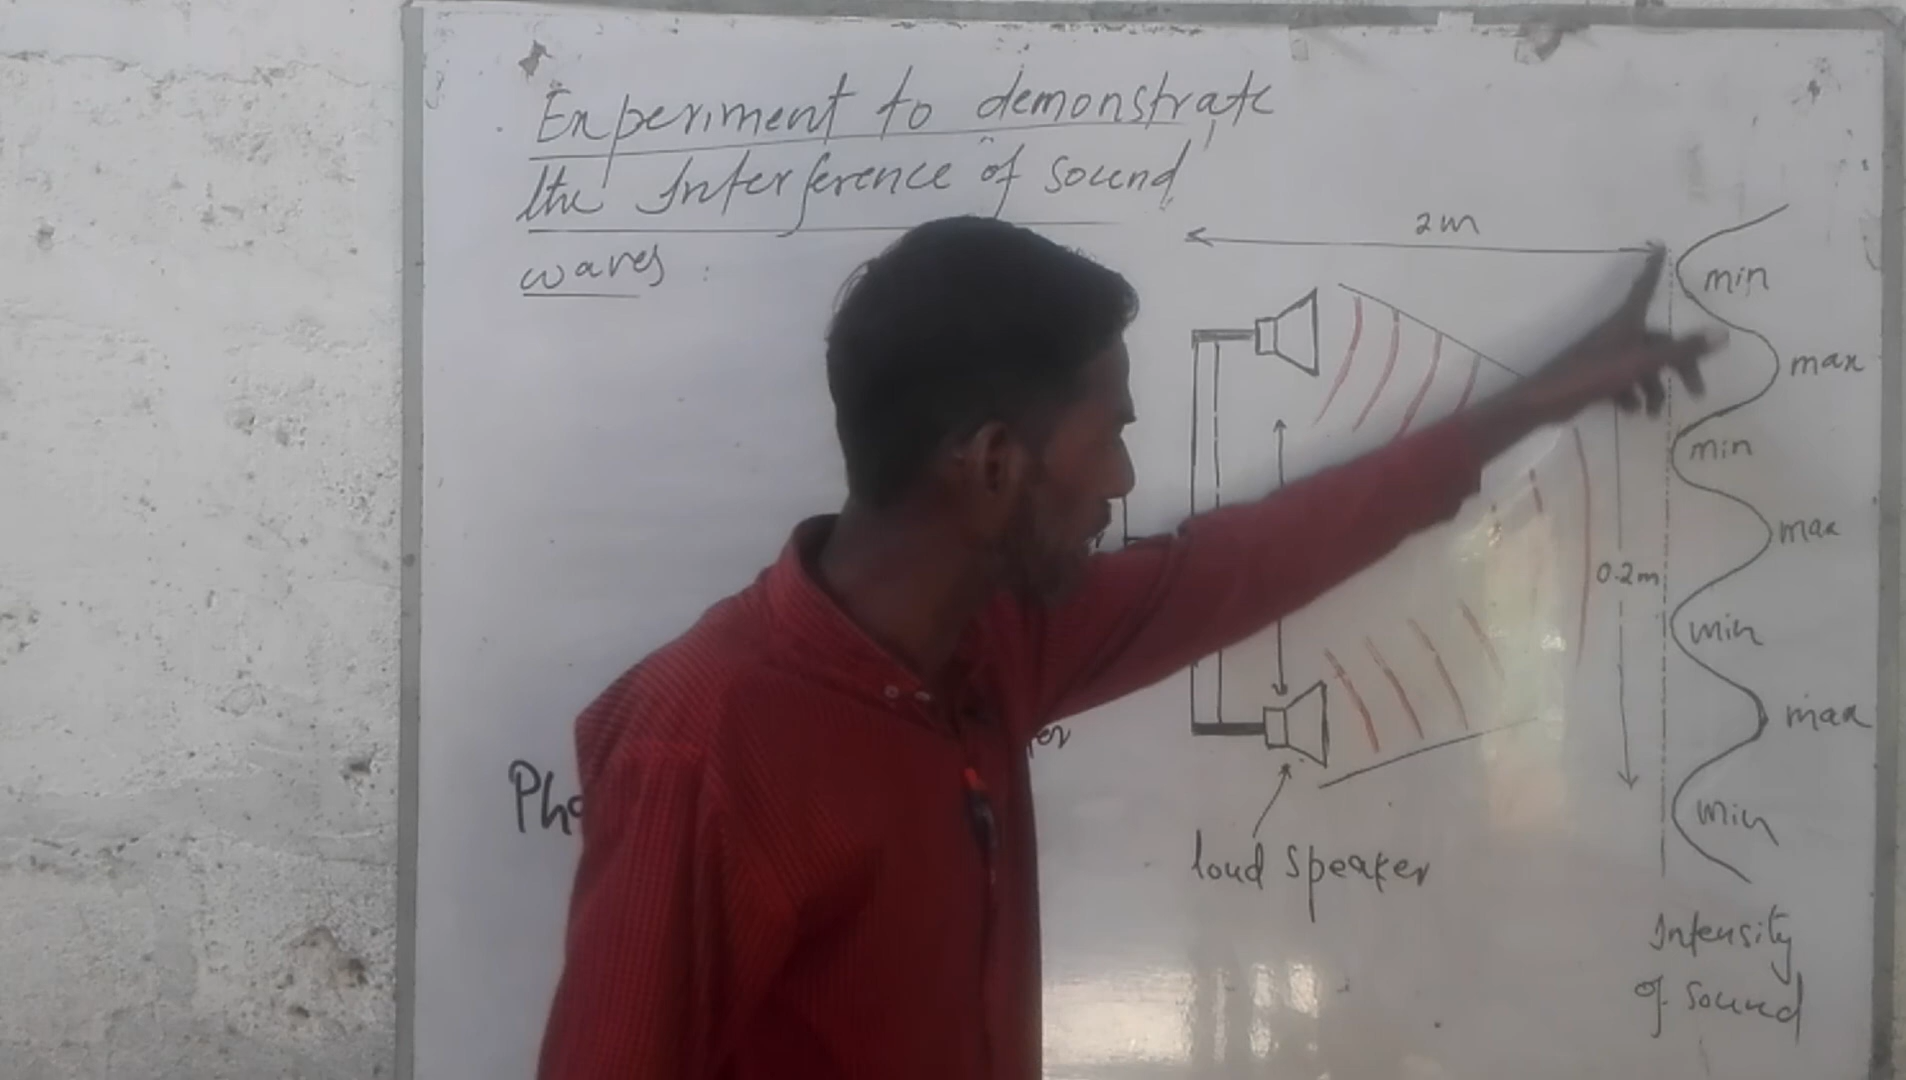 Experiment to demonstrate
the Interference of sound
waves
2m
min
max
min
max
0.2m
min
max
min
loud speaker
Intensity
of sound